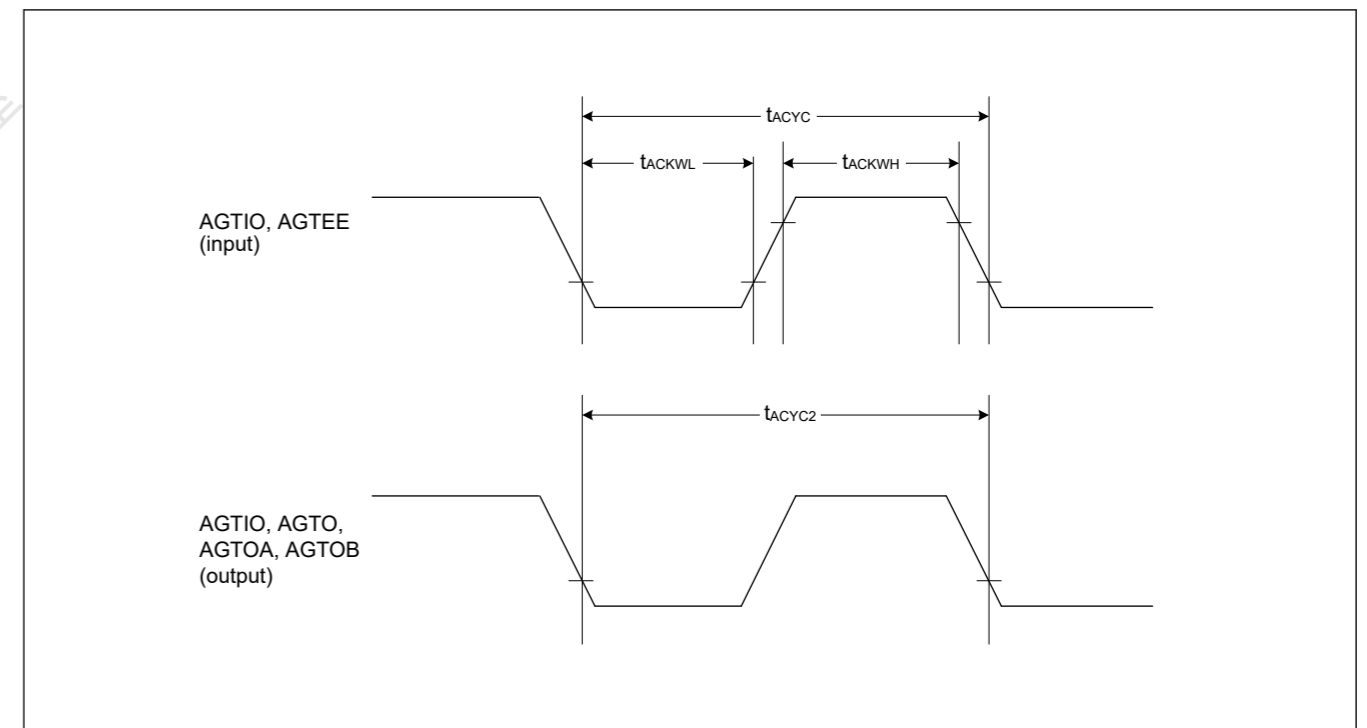 tACYC
tACKWL
tACKWH
AGTIO, AGTEE
(input)
tACYC2
AGTIO, AGTO,
AGTOA, AGTOB
(output)